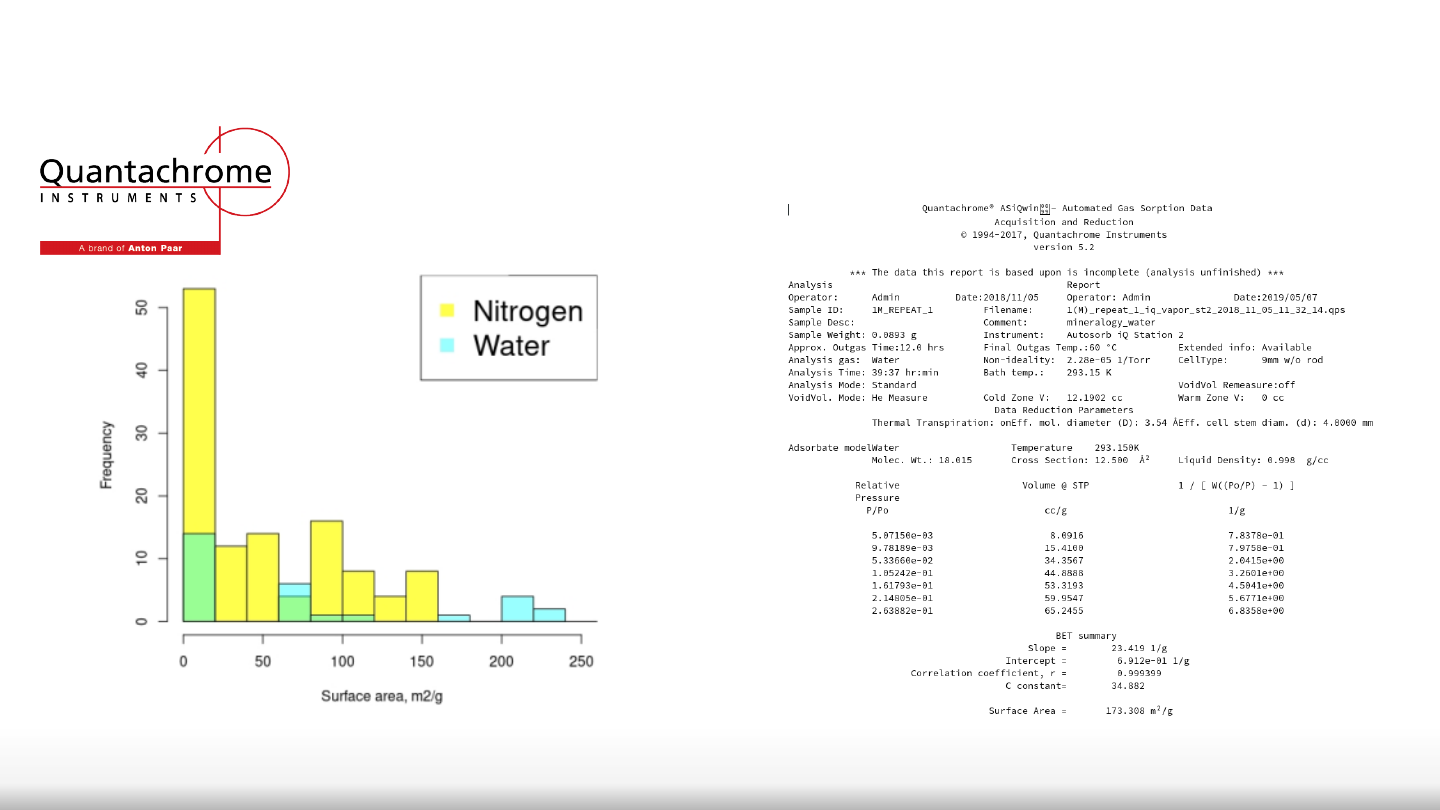 Quantachrome
INSTRUMENTS
A brand of Anton Paar
Nitrogen
Water
Frequency
50
40
30
20
10
0
0 50 100 150 200 250
Surface area, m2/g
Quantachrome® ASiQwin - Automated Gas Sorption Data
Acquisition and Reduction
© 1994-2017, Quantachrome Instruments
version 5.2
*** The data this report is based upon is incomplete (analysis unfinished) ***
Analysis Report
Operator: Admin Date:2018/11/05 Operator: Admin Date:2019/05/07
Sample ID: 1M_REPEAT_1 Filename: 1(M)_repeat_1_iq_vapor_st2_2018_11_05_11_32_14.qps
Sample Desc: Comment: mineralogy_water
Sample Weight: 0.0893 g Instrument: Autosorb iQ Station 2
Approx. Outgas Time:12.0 hrs Final Outgas Temp.:60 °C Extended info: Available
Analysis gas: Water Non-ideality: 2.28e-05 1/Torr CellType: 9mm w/o rod
Analysis Time: 39:37 hr:min Bath temp.: 293.15 K
Analysis Mode: Standard VoidVol Remeasure:off
VoidVol. Mode: He Measure Cold Zone V: 12.1902 cc Warm Zone V: 0 cc
Data Reduction Parameters
Thermal Transpiration: onEff. mol. diameter (D): 3.54 ÅEff. cell stem diam. (d): 4.0000 mm
Adsorbate modelWater Temperature 293.150K
Molec. Wt.: 18.015 Cross Section: 12.500 Å² Liquid Density: 0.998 g/cc
Relative Volume @ STP 1 / [ W((Po/P) - 1) ]
Pressure
P/Po cc/g 1/g
5.07150e-03 8.0916 7.8378e-01
9.78189e-03 15.4100 7.9758e-01
5.33660e-02 34.3567 2.0415e+00
1.05242e-01 44.8888 3.2601e+00
1.61793e-01 53.3193 4.5041e+00
2.14805e-01 59.9547 5.6771e+00
2.63882e-01 65.2455 6.8358e+00
BET summary
Slope = 23.419 1/g
Intercept = 6.912e-01 1/g
Correlation coefficient, r = 0.999399
C constant= 34.882
Surface Area = 173.308 m²/g